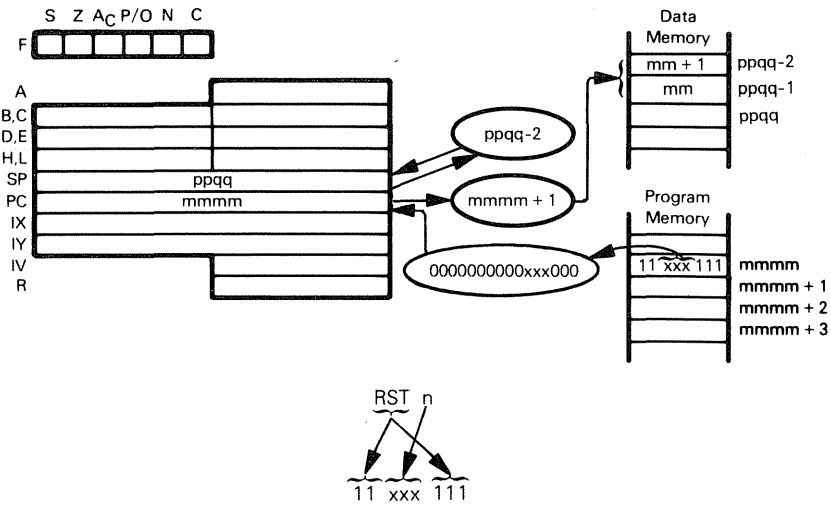 S Z AC P/O N C
F
A
B,C
D,E
H,L
SP ppqq
PC mmmm
IX
IY
IV
R
ppqq-2
mmmm + 1
0000000000xxx000
Data
Memory
mm + 1 ppqq-2
mm ppqq-1
ppqq
Program
Memory
11 xxx 111 mmmm
mmmm + 1
mmmm + 2
mmmm + 3
RST n
11 xxx 111